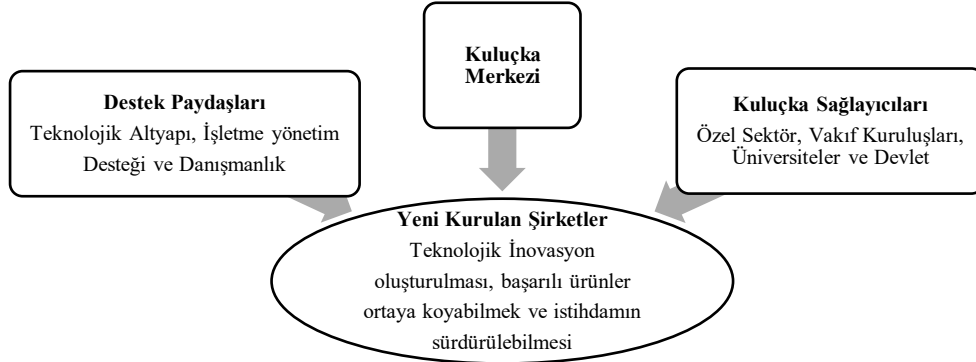 Kuluçka
Merkezi
Destek Paydaşları
Teknolojik Altyapı, İşletme yönetim
Desteği ve Danışmanlık
Kuluçka Sağlayıcıları
Özel Sektör, Vakıf Kuruluşları,
Üniversiteler ve Devlet
Yeni Kurulan Şirketler
Teknolojik İnovasyon
oluşturulması, başarılı ürünler
ortaya koyabilmek ve istihdamın
sürdürülebilmesi